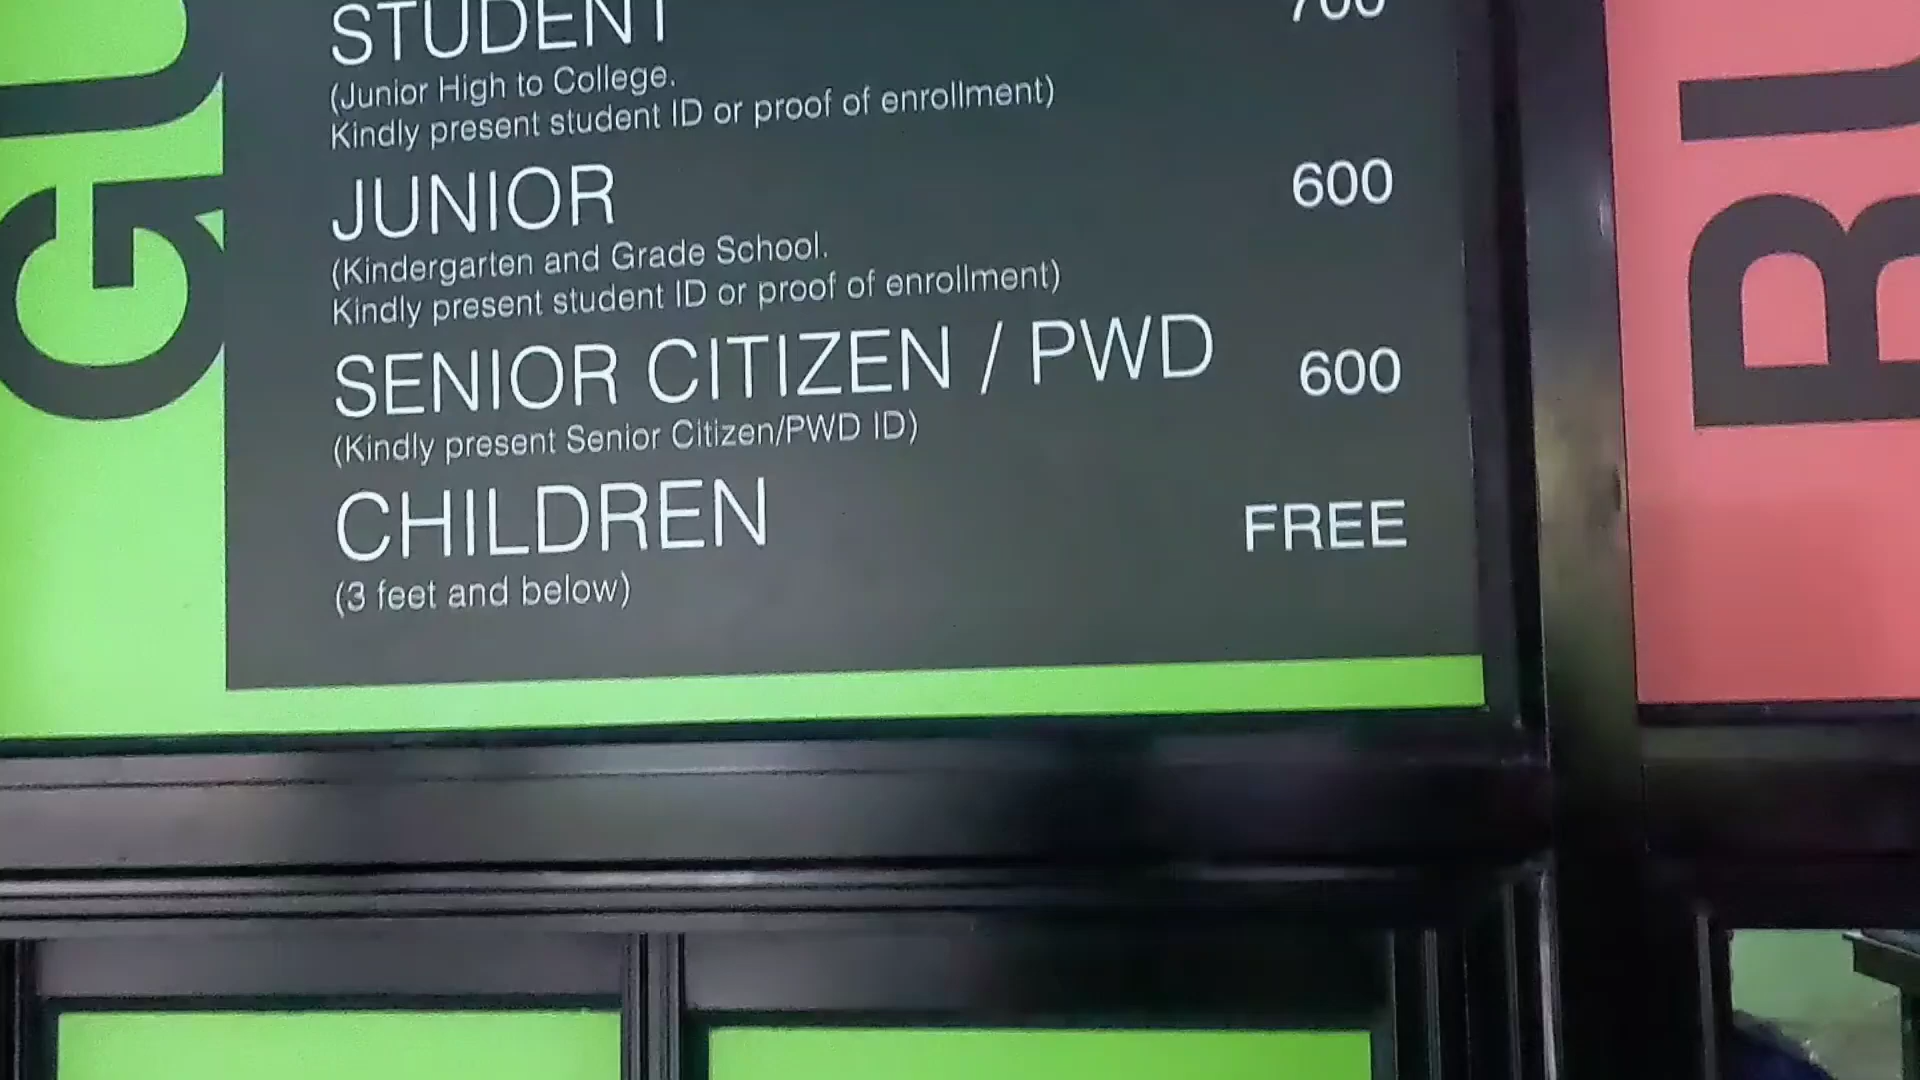 STUDENT 700
(Junior High to College.
Kindly present student ID or proof of enrollment)
JUNIOR 600
(Kindergarten and Grade School.
Kindly present student ID or proof of enrollment)
SENIOR CITIZEN / PWD 600
(Kindly present Senior Citizen/PWD ID)
CHILDREN FREE
(3 feet and below)